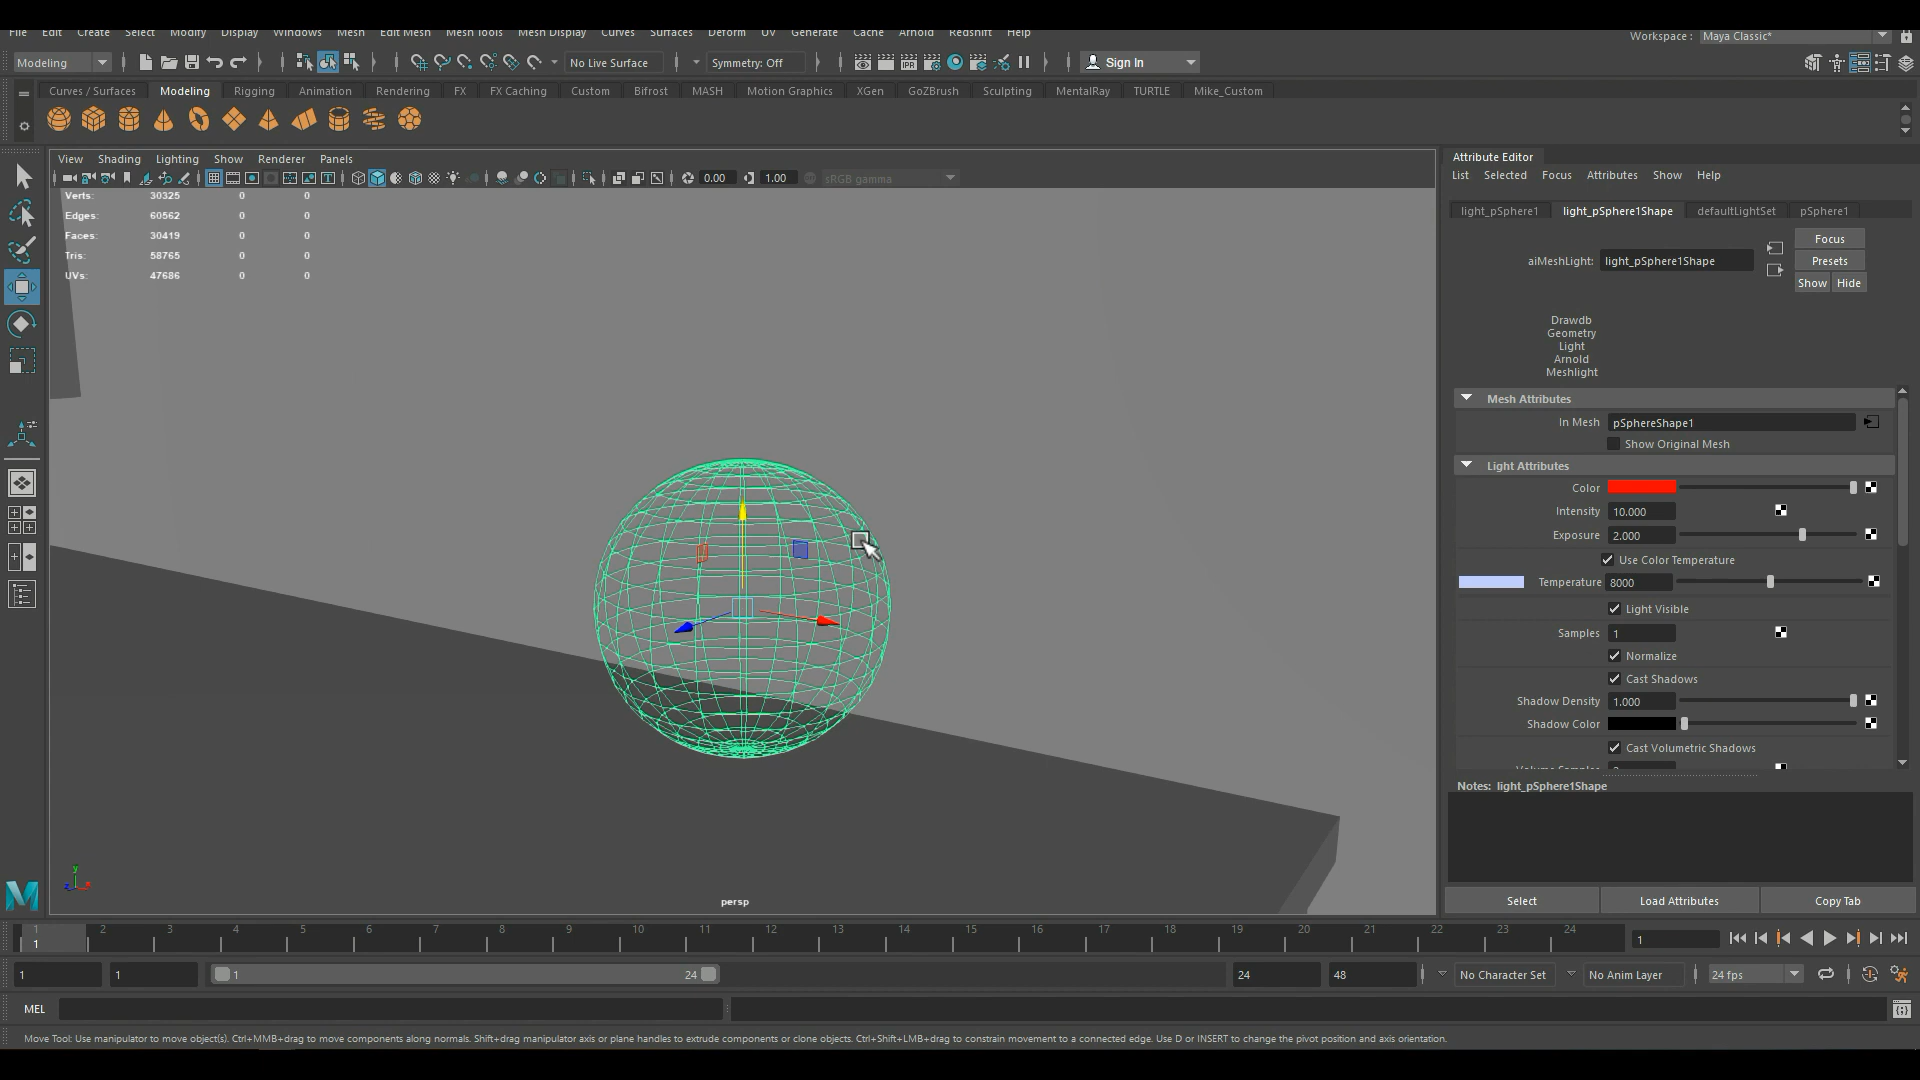 File Edit Create Select Modify Display Windows Mesh Edit Mesh Mesh Tools Mesh Display Curves Surfaces Deform UV Generate Cache Arnold Redshift Help
Workspace : Maya Classic*
Modeling No Live Surface Symmetry: Off IPR Sign In
Curves / Surfaces Modeling Rigging Animation Rendering FX FX Caching Custom Bifrost MASH Motion Graphics XGen GoZBrush Sculpting MentalRay TURTLE Mike_Custom
View Shading Lighting Show Renderer Panels
0.00 1.00 sRGB gamma
Verts: 30325 0 0
Edges: 60562 0 0
Faces: 30419 0 0
Tris: 58765 0 0
UVs: 47686 0 0
y
z x
persp
Attribute Editor
List Selected Focus Attributes Show Help
light_pSphere1 light_pSphere1Shape defaultLightSet pSphere1
Focus
aiMeshLight: light_pSphere1Shape Presets
Show Hide
Drawdb
Geometry
Light
Arnold
Meshlight
Mesh Attributes
In Mesh pSphereShape1
Show Original Mesh
Light Attributes
Color
Intensity 10.000
Exposure 2.000
Use Color Temperature
Temperature 8000
Light Visible
Samples 1
Normalize
Cast Shadows
Shadow Density 1.000
Shadow Color
Cast Volumetric Shadows
Volume Samples 2
Notes: light_pSphere1Shape
Select Load Attributes Copy Tab
1 2 3 4 5 6 7 8 9 10 11 12 13 14 15 16 17 18 19 20 21 22 23 24
1 1
1 1 1 24 24 48 No Character Set No Anim Layer 24 fps
MEL
Move Tool: Use manipulator to move object(s). Ctrl+MMB+drag to move components along normals. Shift+drag manipulator axis or plane handles to extrude components or clone objects. Ctrl+Shift+LMB+drag to constrain movement to a connected edge. Use D or INSERT to change the pivot position and axis orientation.